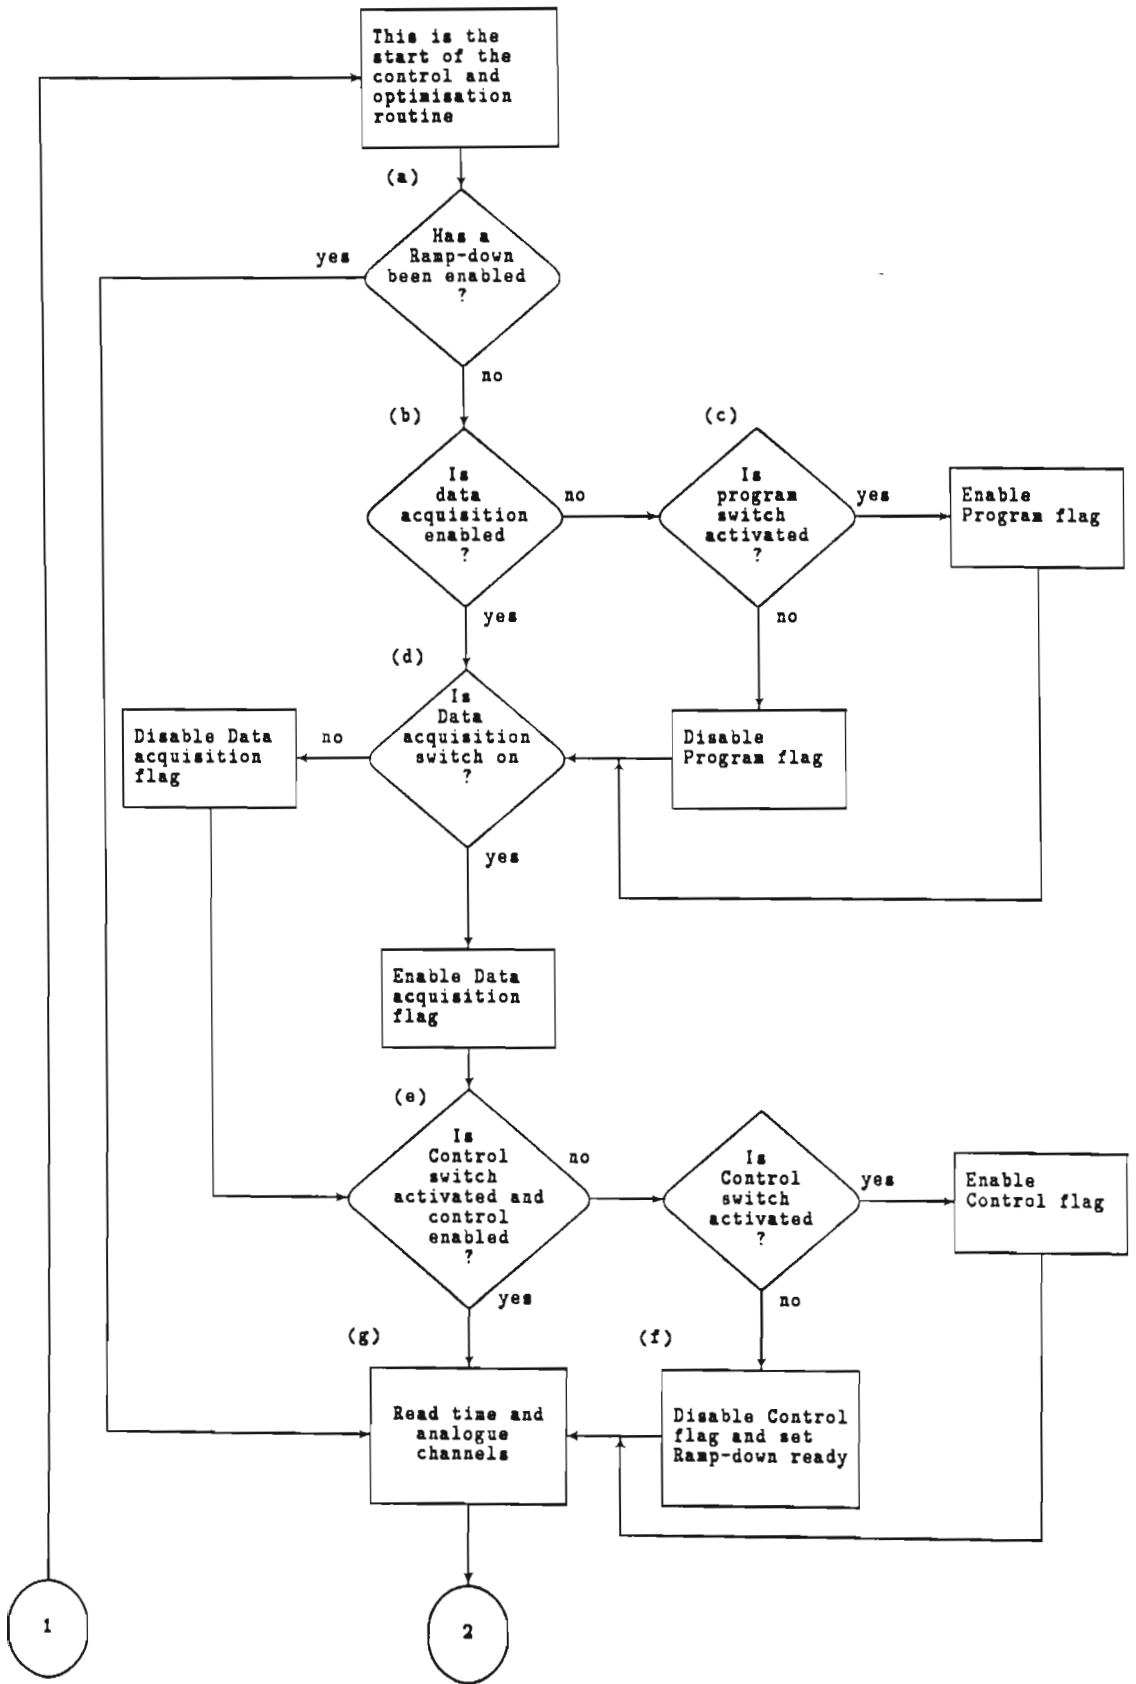 This is the
start of the
control and
optimisation
routine
(a)
Has a
Ramp-down
been enabled
?
yes
no
(b)
Is
data
acquisition
enabled
?
no
(c)
Is
program
switch
activated
?
yes
Enable
Program flag
yes
no
(d)
Is
Data
acquisition
switch on
?
no
Disable Data
acquisition
flag
Disable
Program flag
yes
Enable Data
acquisition
flag
(e)
Is
Control
switch
activated and
control
enabled
?
no
Is
Control
switch
activated
?
yes
Enable
Control flag
yes
no
(g)
Read time and
analogue
channels
(f)
Disable Control
flag and set
Ramp-down ready
1
2